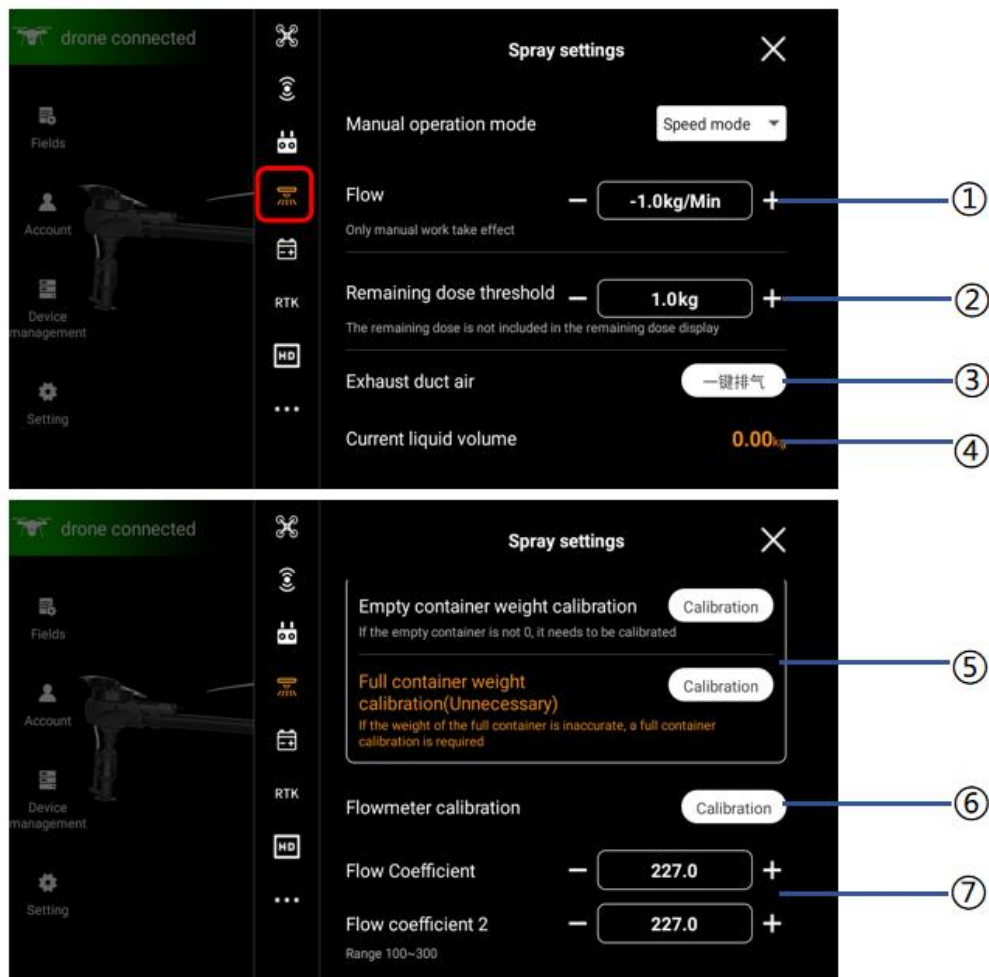 drone connected
Spray settings
Fields
Account
Device
management
Setting
RTK
HD
Manual operation mode
Speed mode
Flow
-1.0kg/Min
Only manual work take effect
①
Remaining dose threshold
1.0kg
The remaining dose is not included in the remaining dose display
②
Exhaust duct air
一键排气
③
Current liquid volume
0.00kg
④
drone connected
Spray settings
Fields
Account
Device
management
Setting
RTK
HD
Empty container weight calibration
Calibration
If the empty container is not 0, it needs to be calibrated
Full container weight
calibration(Unnecessary)
Calibration
If the weight of the full container is inaccurate, a full container
calibration is required
⑤
Flowmeter calibration
Calibration
⑥
Flow Coefficient
227.0
Flow coefficient 2
227.0
Range 100~300
⑦